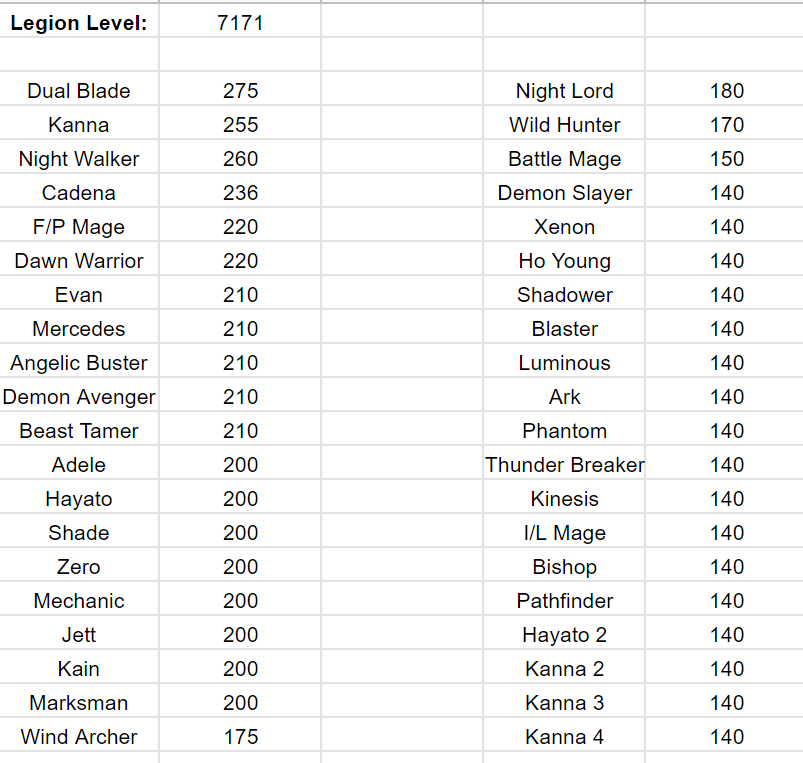 Legion Level: 7171
Dual Blade 275 Night Lord 180
Kanna 255 Wild Hunter 170
Night Walker 260 Battle Mage 150
Cadena 236 Demon Slayer 140
F/P Mage 220 Xenon 140
Dawn Warrior 220 Ho Young 140
Evan 210 Shadower 140
Mercedes 210 Blaster 140
Angelic Buster 210 Luminous 140
Demon Avenger 210 Ark 140
Beast Tamer 210 Phantom 140
Adele 200 Thunder Breaker 140
Hayato 200 Kinesis 140
Shade 200 I/L Mage 140
Zero 200 Bishop 140
Mechanic 200 Pathfinder 140
Jett 200 Hayato 2 140
Kain 200 Kanna 2 140
Marksman 200 Kanna 3 140
Wind Archer 175 Kanna 4 140